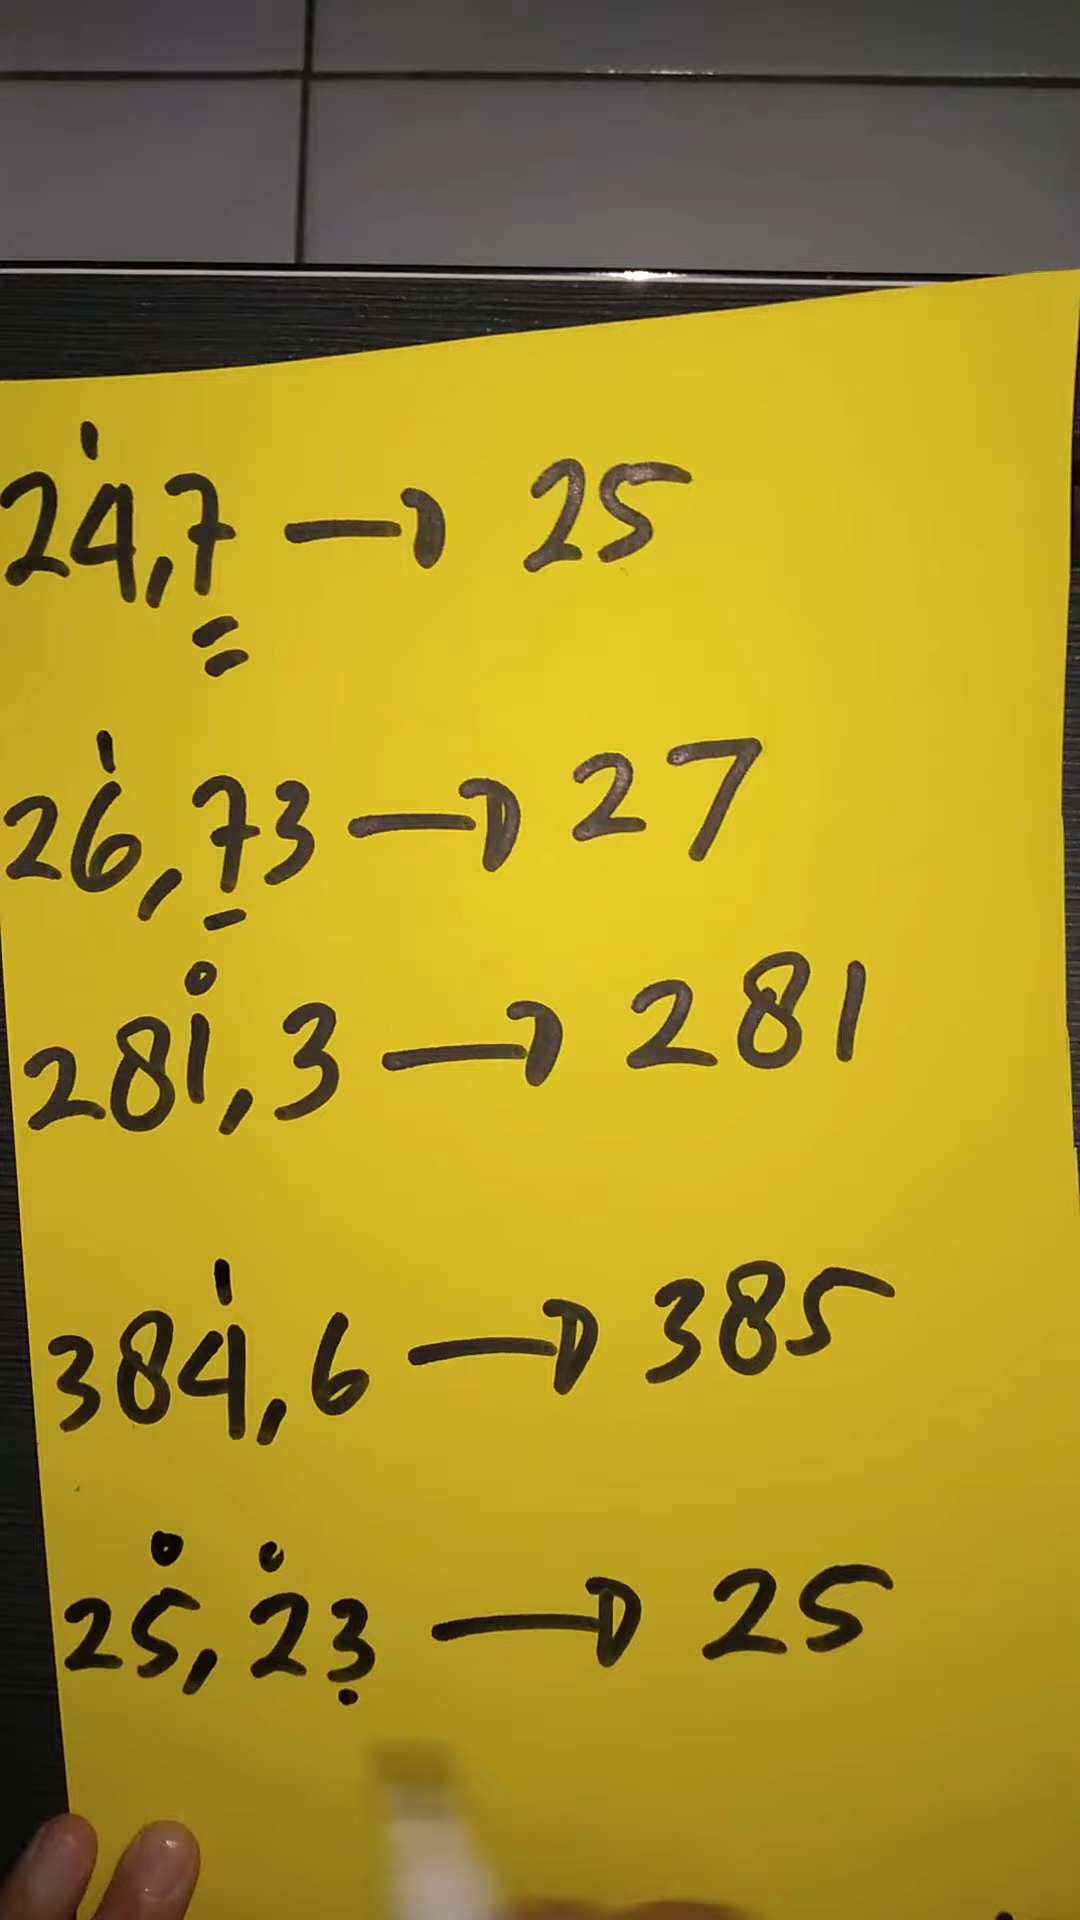 24,7 → 25
26,73 → 27
281,3 → 281
384,6 → 385
25,23 → 25